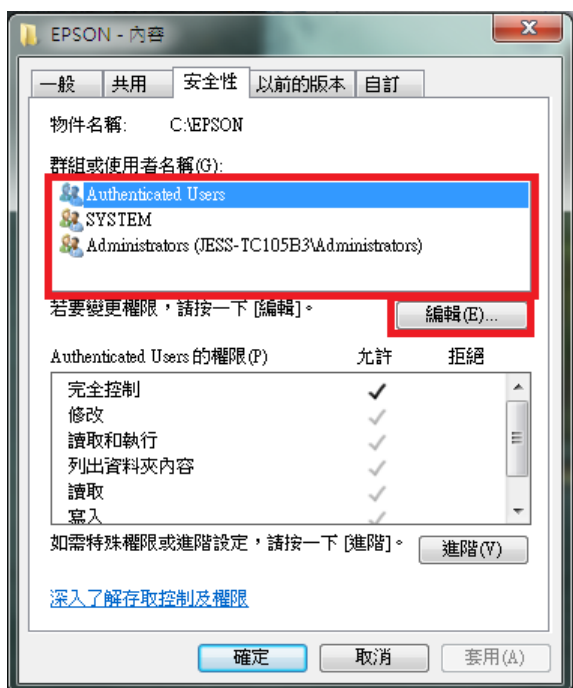 EPSON - 內容
一般 共用 安全性 以前的版本 自訂
物件名稱: C:\EPSON
群組或使用者名稱(G):
Authenticated Users
SYSTEM
Administrators (JESS-TC105B3\Administrators)
若要變更權限，請按一下 [編輯]。
編輯(E)...
Authenticated Users 的權限(P) 允許 拒絕
完全控制
修改
讀取和執行
列出資料夾內容
讀取
寫入
如需特殊權限或進階設定，請按一下 [進階]。
進階(V)
深入了解存取控制及權限
確定 取消 套用(A)